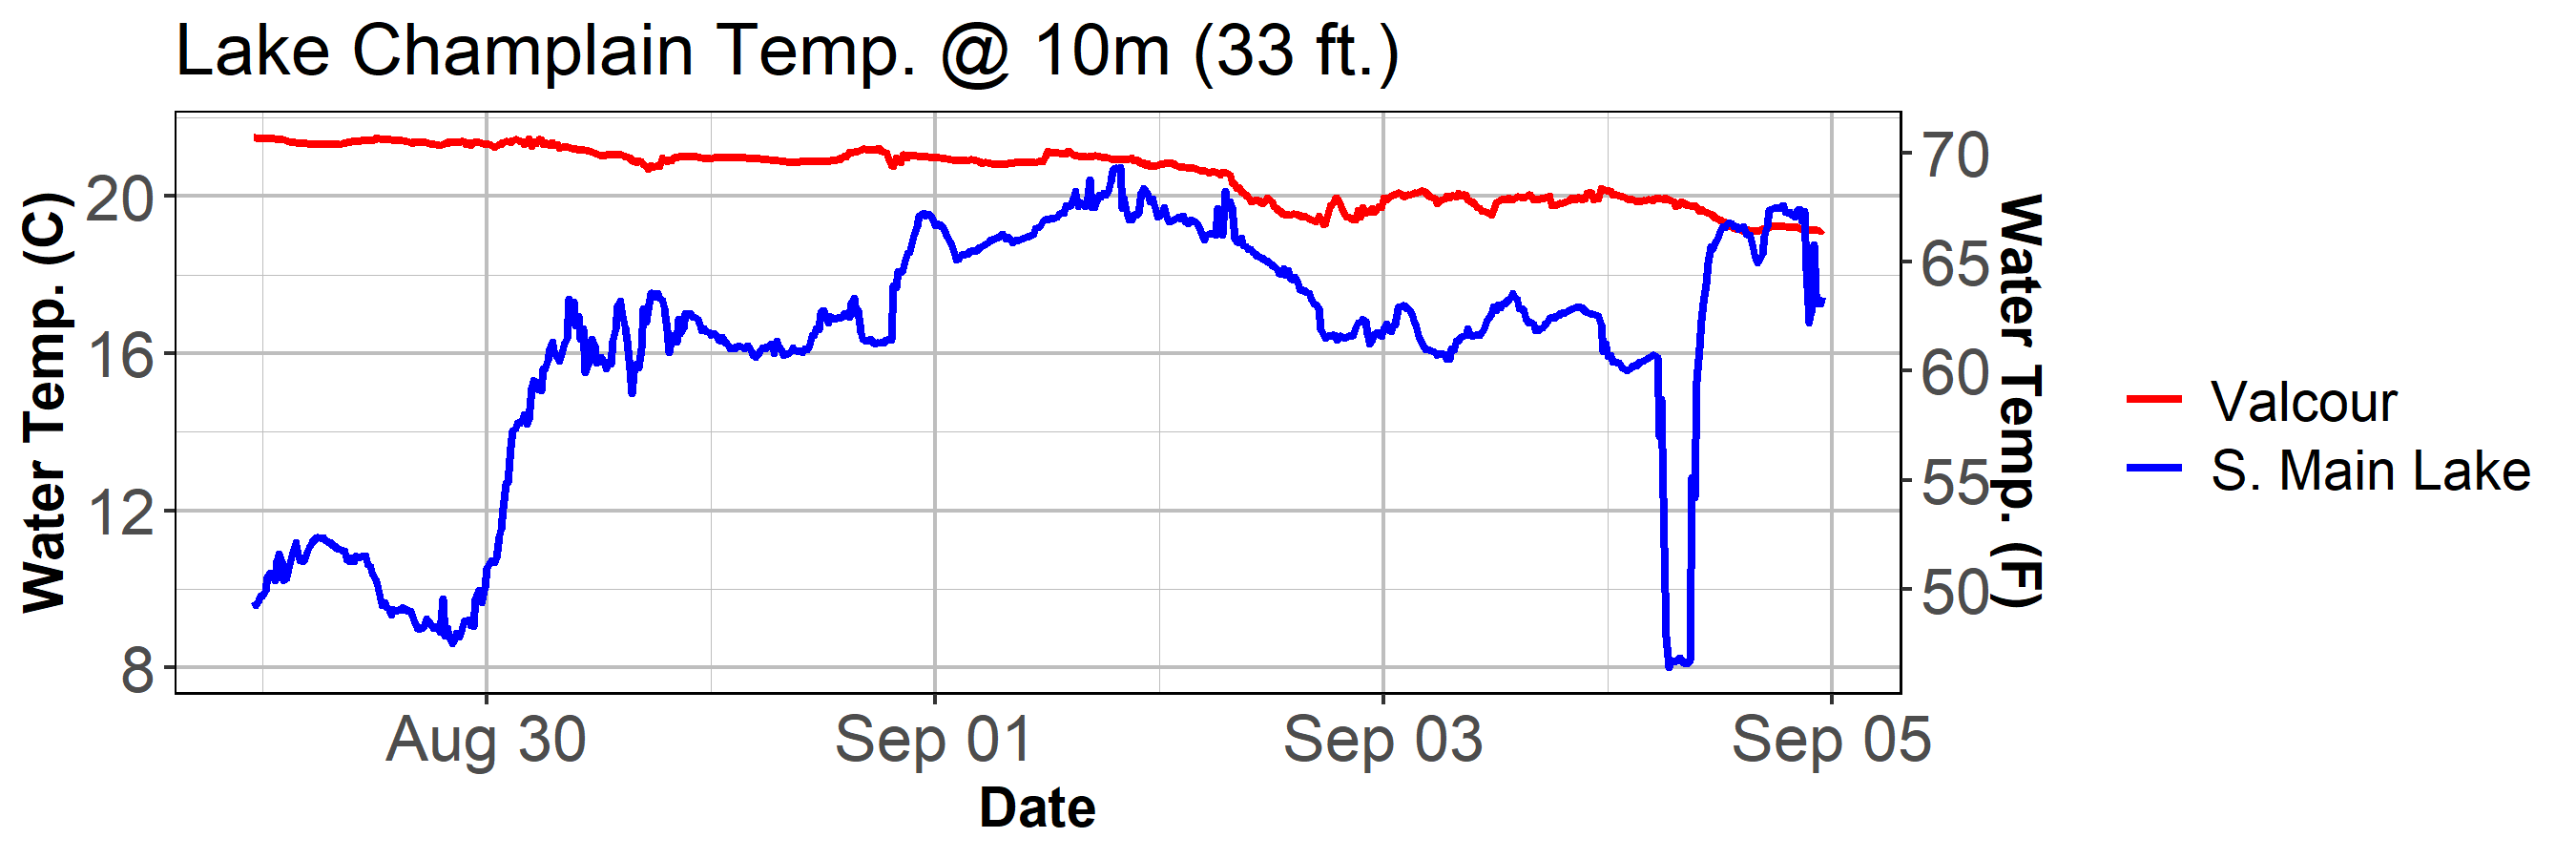 Lake Champlain Temp. @ 10m (33 ft.)
Water Temp. (C)
20
16
12
8
70
65
60
55
50
Water Temp. (F)
Aug 30
Sep 01
Sep 03
Sep 05
Date
Valcour
S. Main Lake